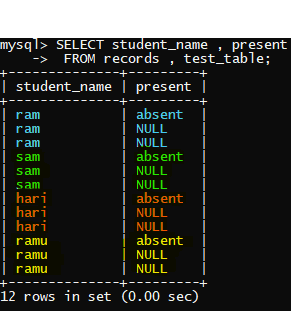 mysql> SELECT student_name , present
    ->  FROM records , test_table;
+--------------+---------+
| student_name | present |
+--------------+---------+
| ram          | absent  |
| ram          | NULL    |
| ram          | NULL    |
| sam          | absent  |
| sam          | NULL    |
| sam          | NULL    |
| hari         | absent  |
| hari         | NULL    |
| hari         | NULL    |
| ramu         | absent  |
| ramu         | NULL    |
| ramu         | NULL    |
+--------------+---------+
12 rows in set (0.00 sec)